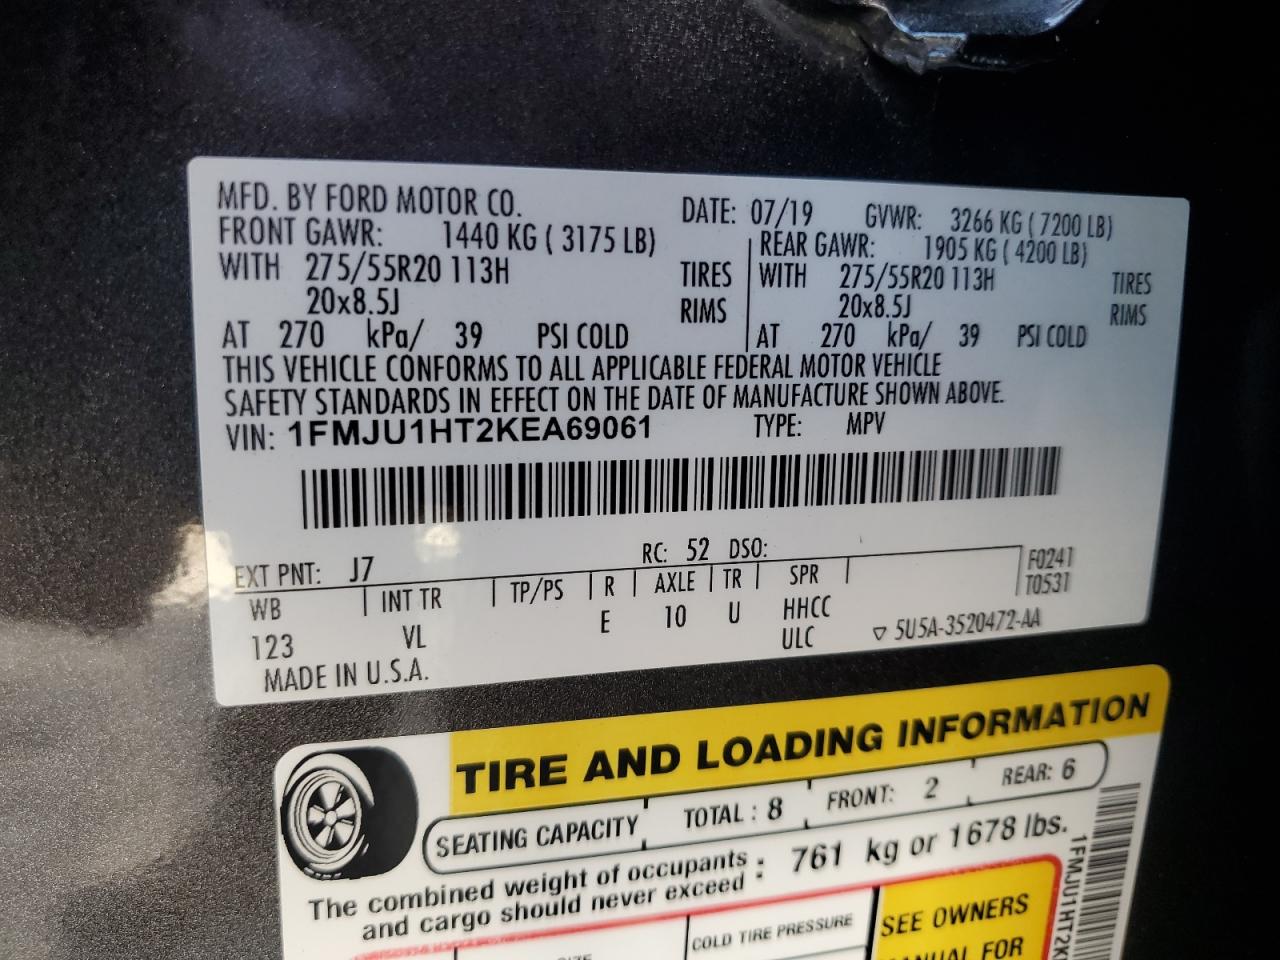 MFD. BY FORD MOTOR CO. DATE: 07/19 GVWR: 3266 KG ( 7200 LB)
FRONT GAWR: 1440 KG ( 3175 LB) REAR GAWR: 1905 KG ( 4200 LB)
WITH 275/55R20 113H TIRES WITH 275/55R20 113H TIRES
20x8.5J RIMS 20x8.5J RIMS
AT 270 kPa/ 39 PSI COLD AT 270 kPa/ 39 PSI COLD
THIS VEHICLE CONFORMS TO ALL APPLICABLE FEDERAL MOTOR VEHICLE
SAFETY STANDARDS IN EFFECT ON THE DATE OF MANUFACTURE SHOWN ABOVE.
VIN: 1FMJU1HT2KEA69061 TYPE: MPV
EXT PNT: J7 RC: 52 DSO: F0241
WB INT TR TP/PS R AXLE TR SPR T0531
123 VL E 10 U HHCC
ULC 5U5A-3520472-AA
MADE IN U.S.A.
TIRE AND LOADING INFORMATION
SEATING CAPACITY TOTAL : 8 FRONT: 2 REAR: 6
The combined weight of occupants
and cargo should never exceed : 761 kg or 1678 lbs.
COLD TIRE PRESSURE
SEE OWNERS
MANUAL FOR
1FMJU1HT2K